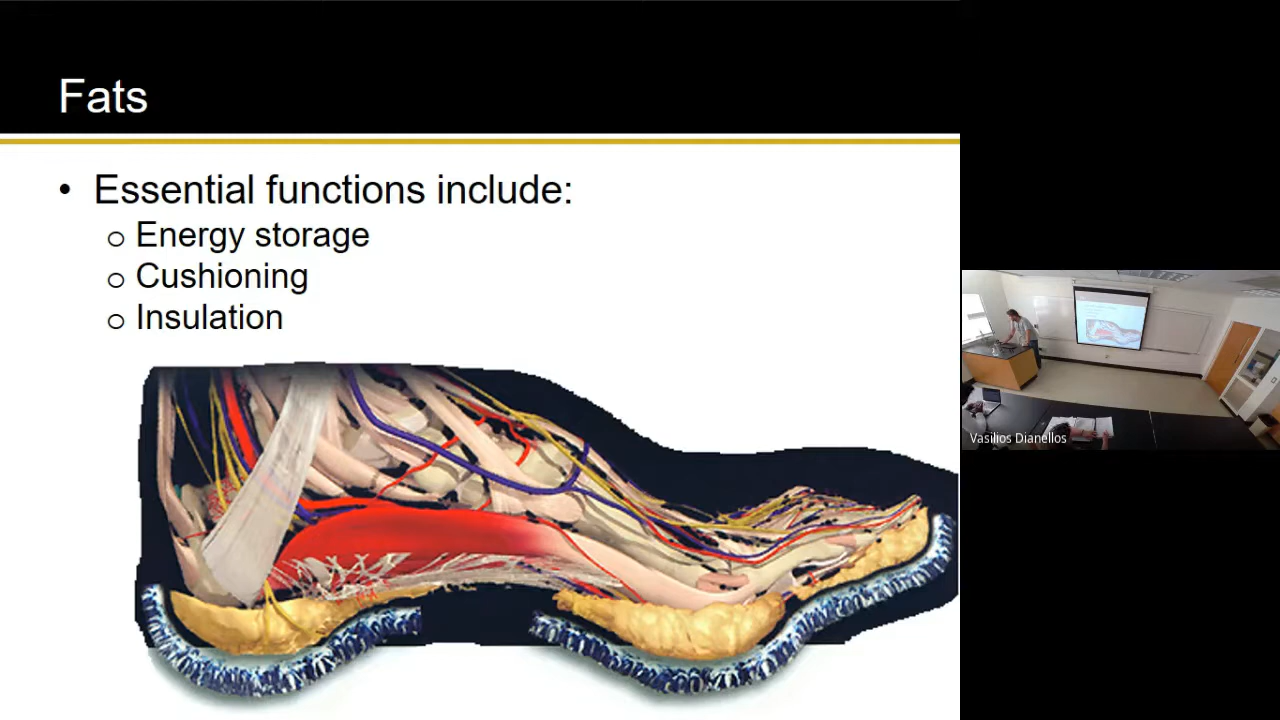 Fats
• Essential functions include:
o Energy storage
o Cushioning
o Insulation
Vasilios Dianellos